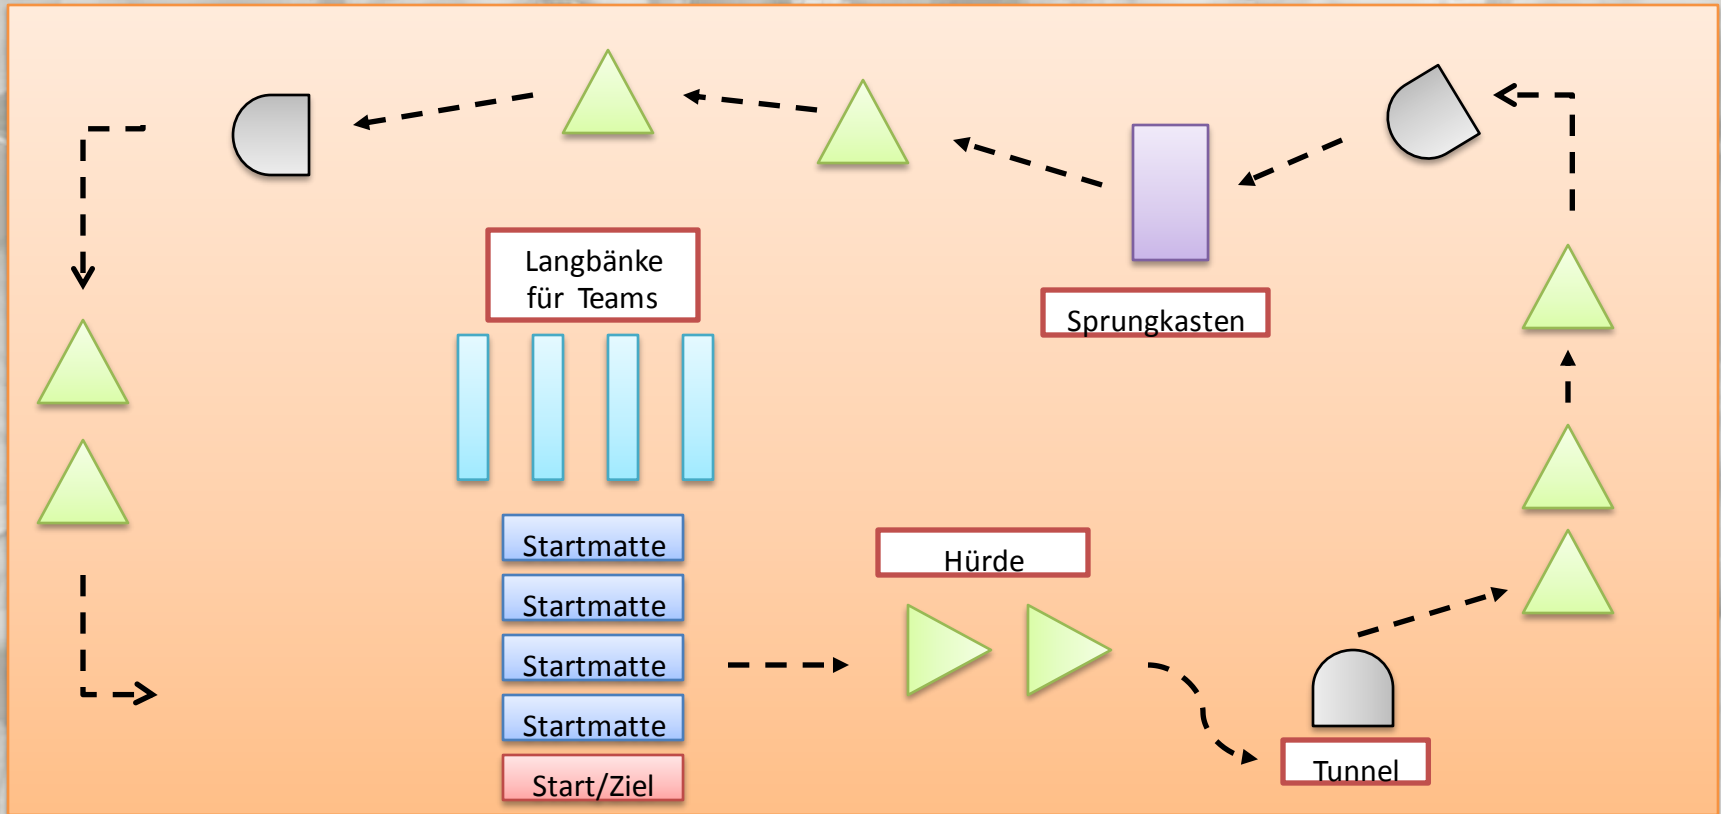 Langbänke
für Teams
Sprungkasten
Startmatte
Startmatte
Startmatte
Startmatte
Start/Ziel
Hürde
Tunnel